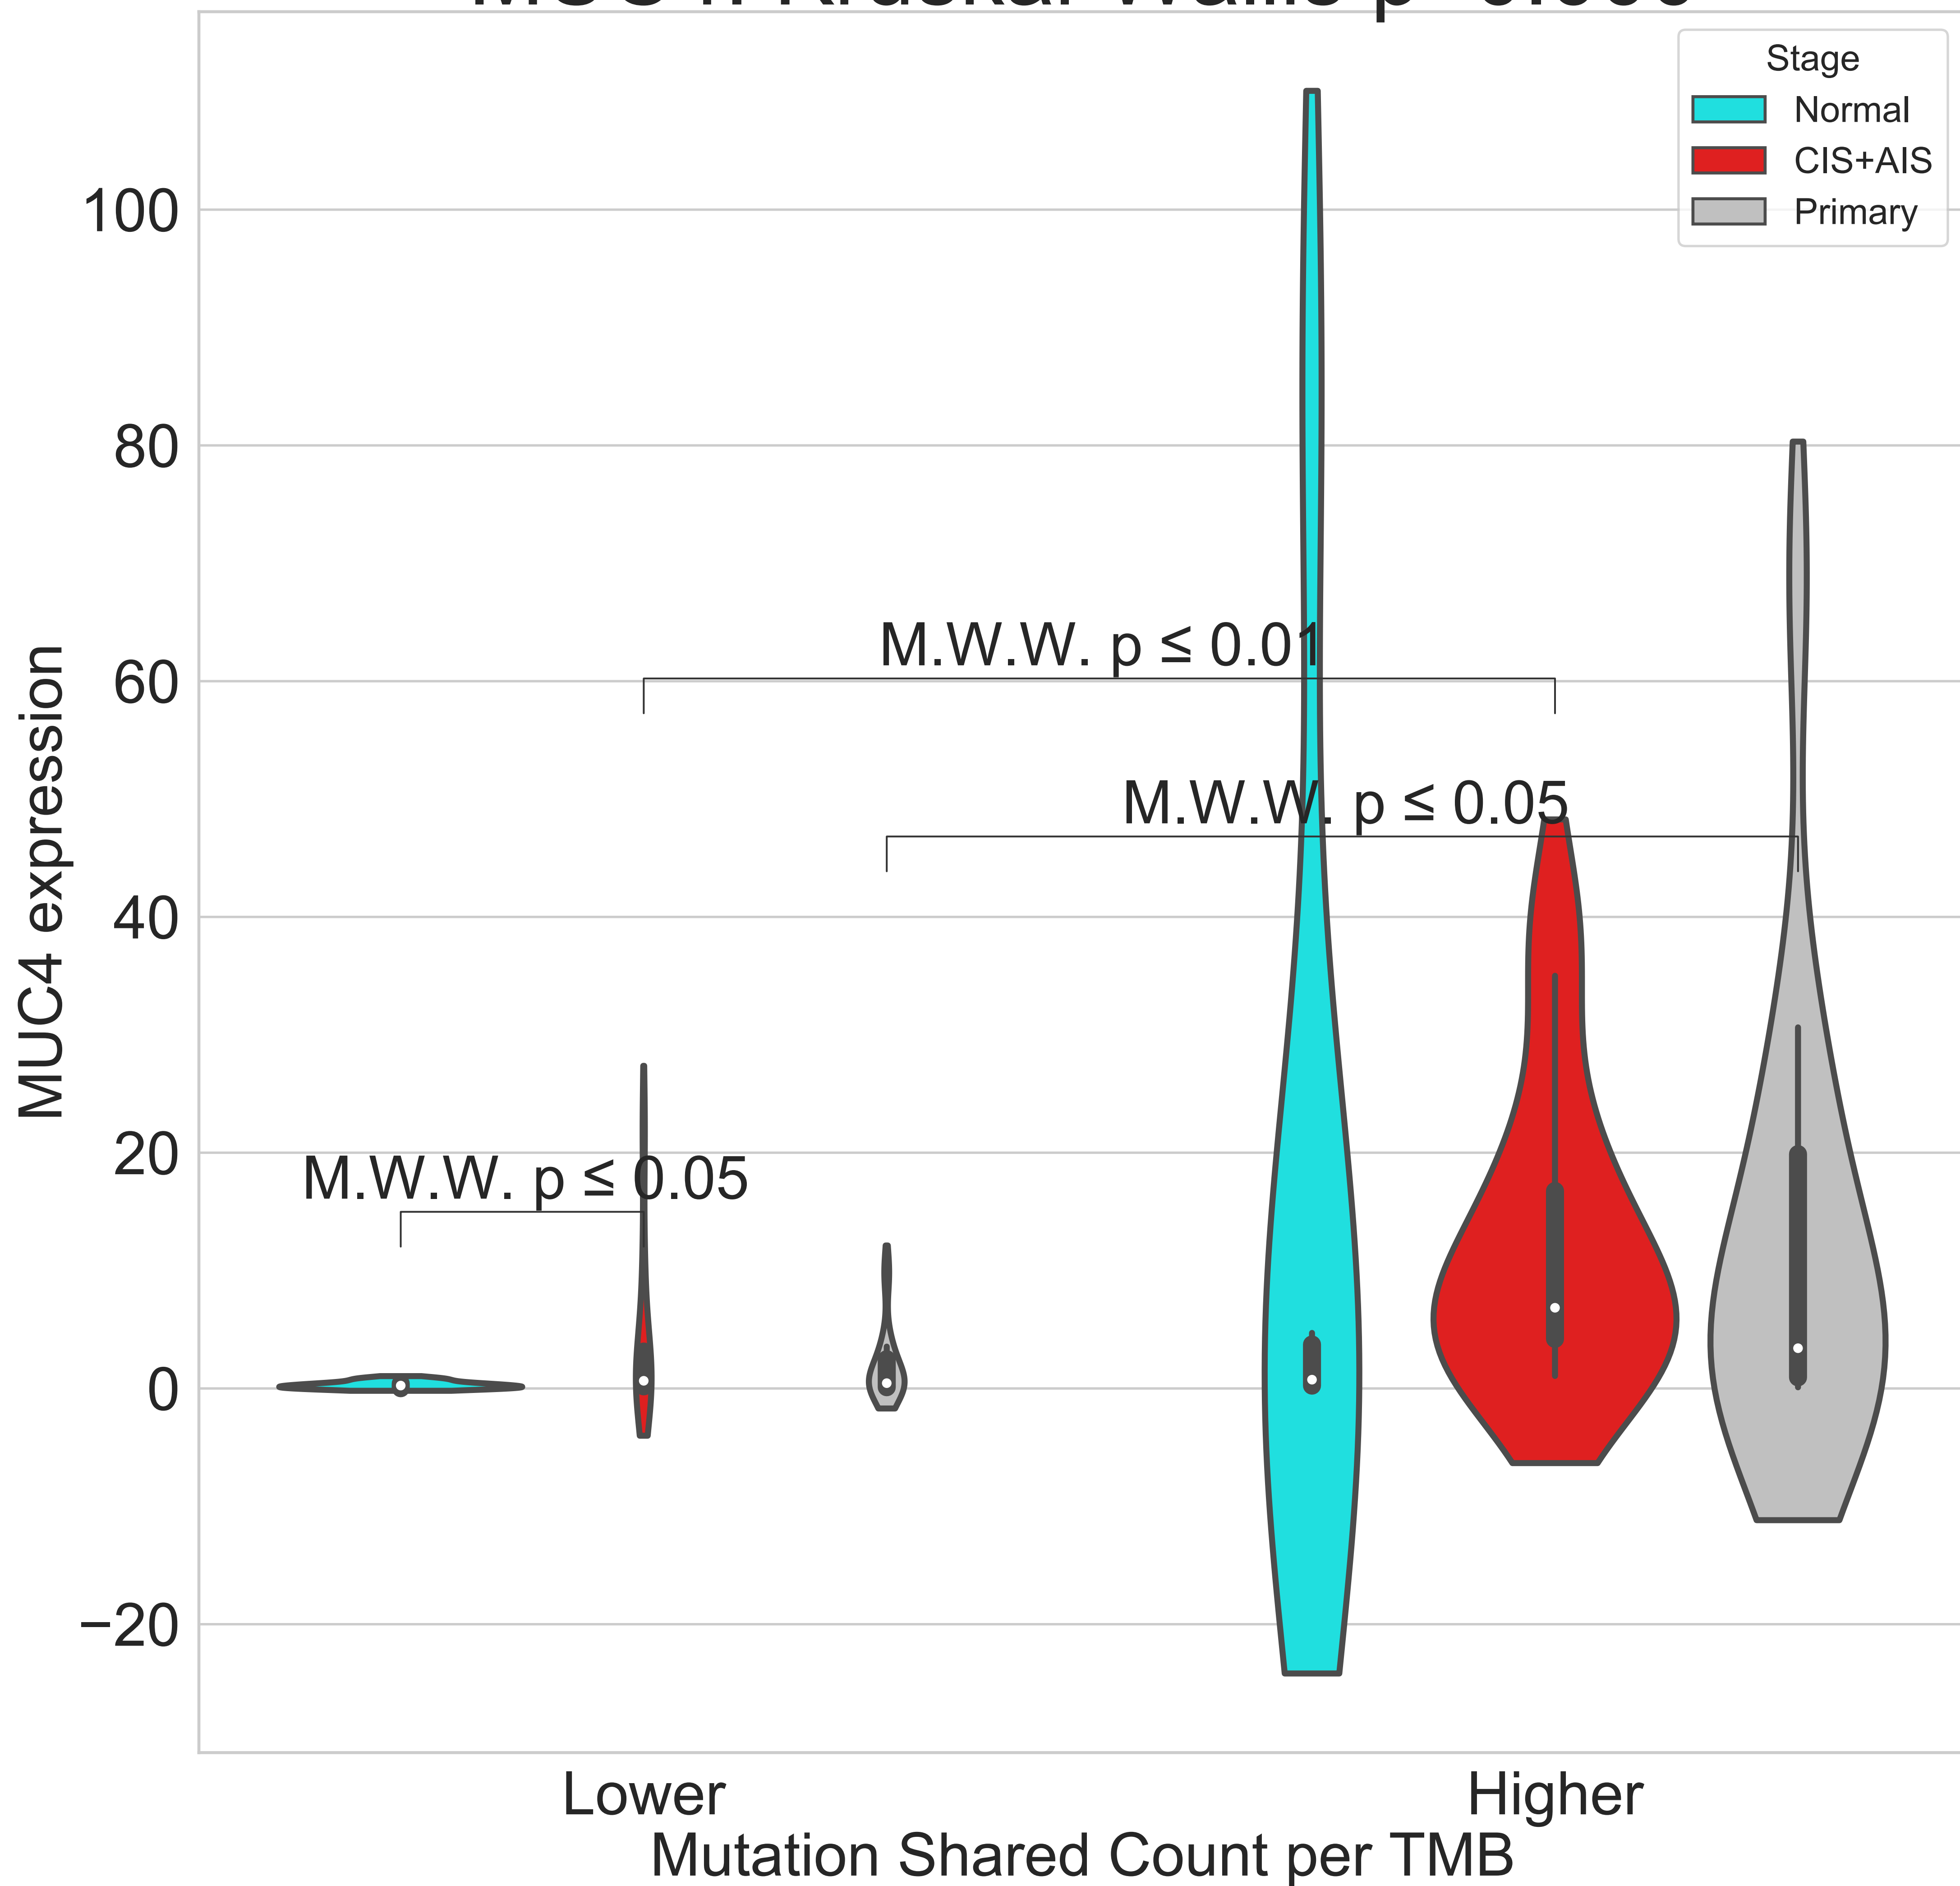 Stage
Normal
CIS+AIS
Primary
100
80
60
40
20
0
−20
MUC4 expression
M.W.W. p ≤ 0.01
M.W.W. p ≤ 0.05
M.W.W. p ≤ 0.05
Lower
Higher
Mutation Shared Count per TMB